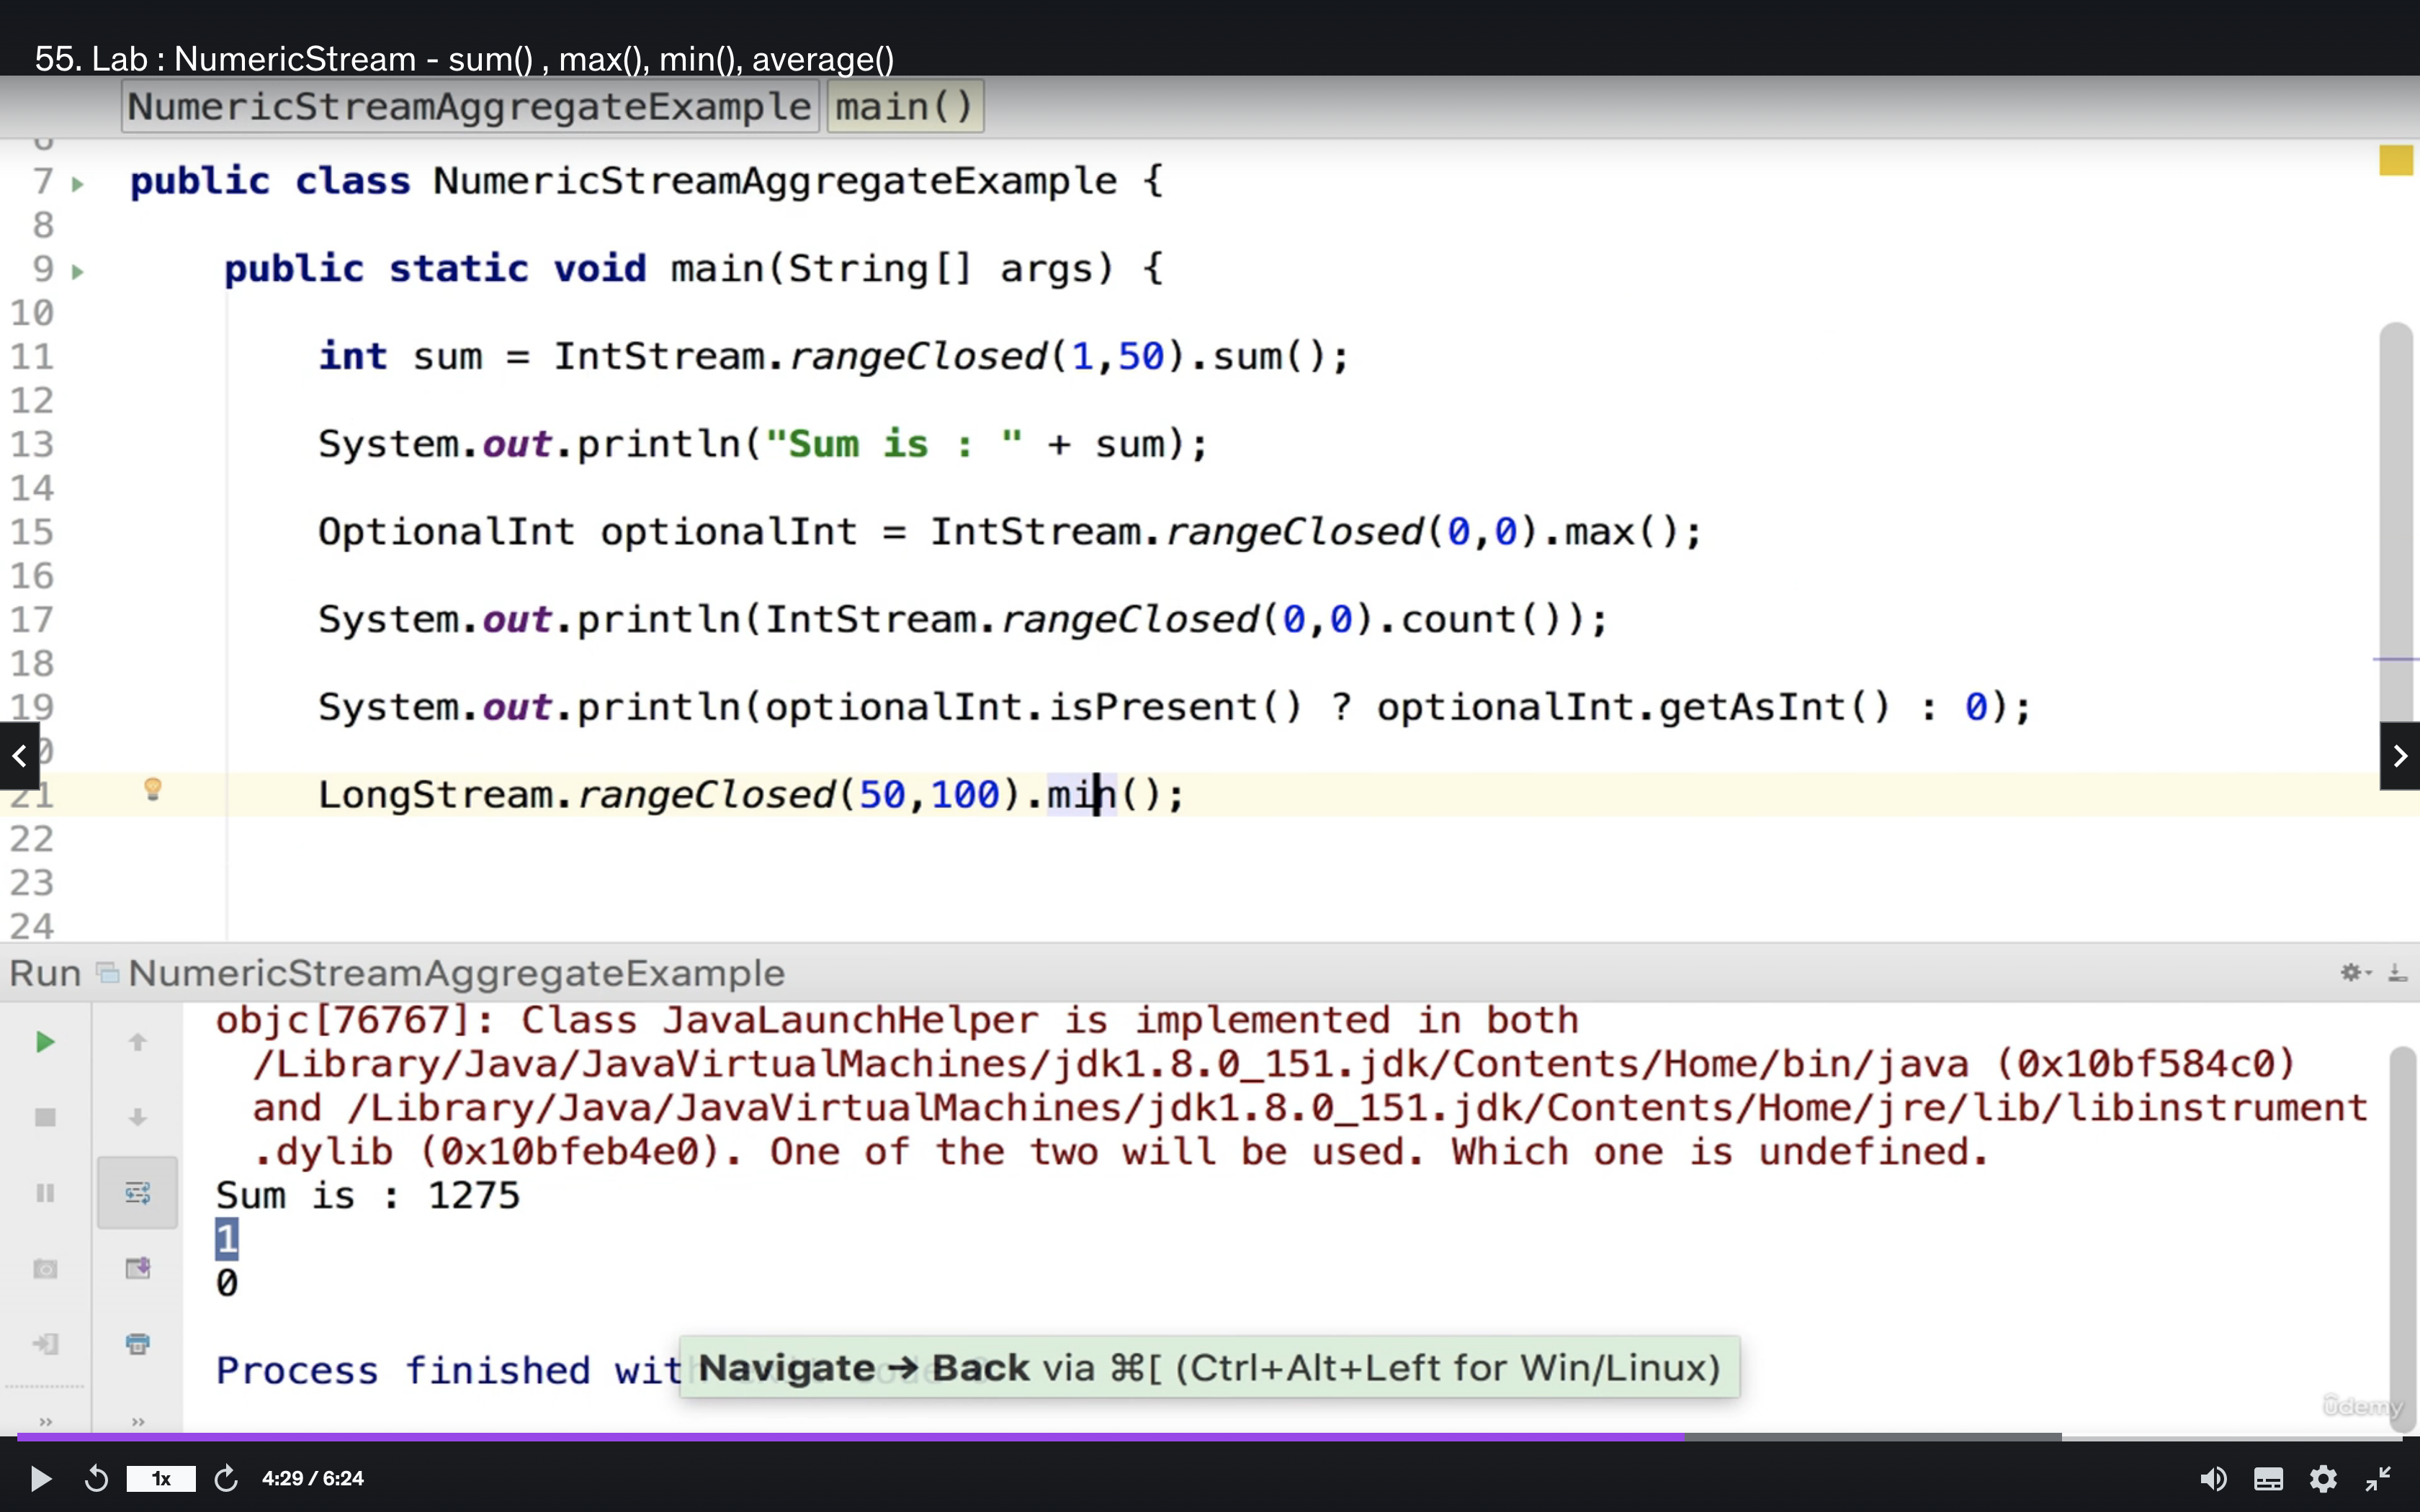 55. Lab : NumericStream - sum() , max(), min(), average()
NumericStreamAggregateExample main()
6
7 public class NumericStreamAggregateExample {
8
9 public static void main(String[] args) {
10
11 int sum = IntStream.rangeClosed(1,50).sum();
12
13 System.out.println("Sum is : " + sum);
14
15 OptionalInt optionalInt = IntStream.rangeClosed(0,0).max();
16
17 System.out.println(IntStream.rangeClosed(0,0).count());
18
19 System.out.println(optionalInt.isPresent() ? optionalInt.getAsInt() : 0);
0
21 LongStream.rangeClosed(50,100).min();
22
23
24
Run NumericStreamAggregateExample
objc[76767]: Class JavaLaunchHelper is implemented in both
/Library/Java/JavaVirtualMachines/jdk1.8.0_151.jdk/Contents/Home/bin/java (0x10bf584c0)
and /Library/Java/JavaVirtualMachines/jdk1.8.0_151.jdk/Contents/Home/jre/lib/libinstrument
.dylib (0x10bfeb4e0). One of the two will be used. Which one is undefined.
Sum is : 1275
1
0
Process finished wit
Navigate → Back via ⌘[ (Ctrl+Alt+Left for Win/Linux)
ûdemy
1x 4:29 / 6:24